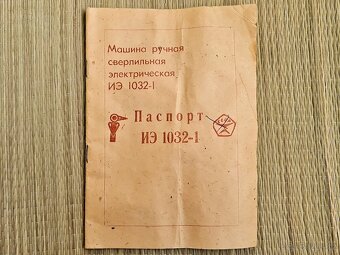 Машина ручная
сверлильная
электрическая
ИЭ 1032-1
Паспорт
ИЭ 1032-1